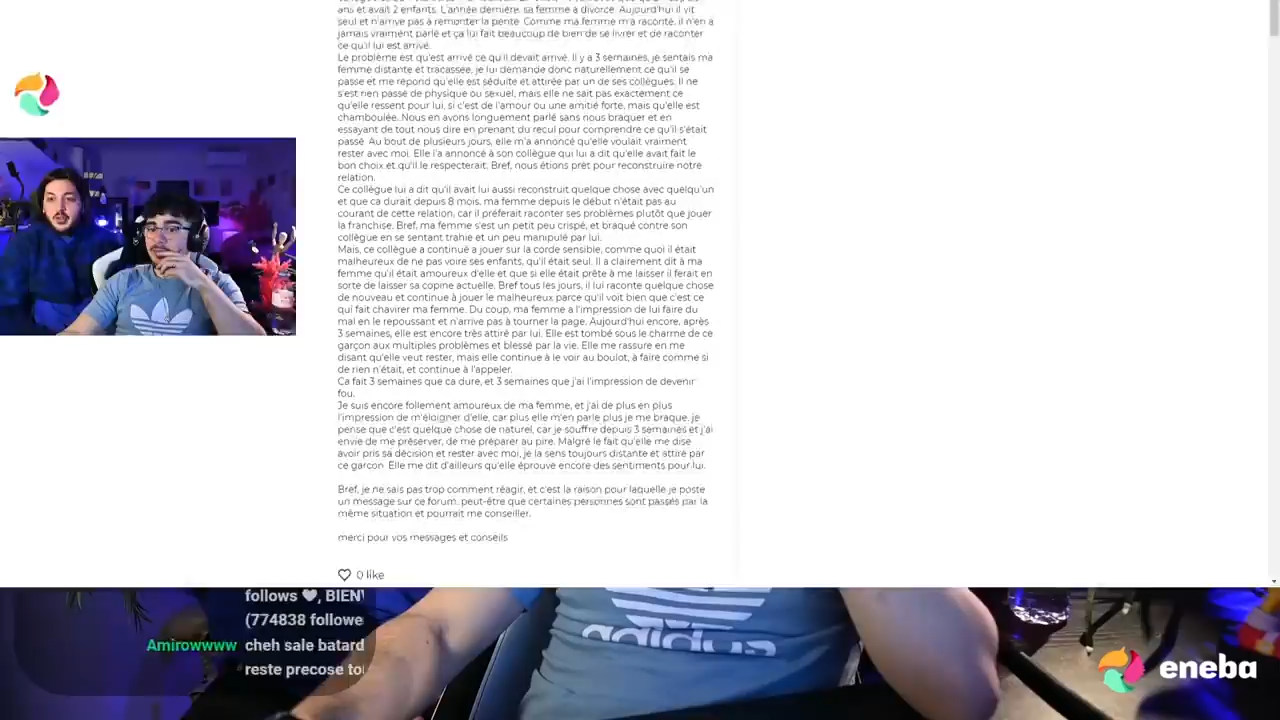 ans et avait 2 enfants. L'année dernière, sa femme a divorcé. Aujourd'hui il vit
seul et n'arrive pas à remonter la pente. Comme ma femme m'a raconté, il n'en a
jamais vraiment parlé et ça lui fait beaucoup de bien de se livrer et de raconter
ce qu'il lui est arrivé.
Le problème est qu'est arrivé ce qu'il devait arrivé. Il y a 3 semaines, je sentais ma
femme distante et tracassée, je lui demande donc naturellement ce qu'il se
passe et me répond qu'elle est séduite et attirée par un de ses collègues. Il ne
s'est rien passé de physique ou sexuel, mais elle ne sait pas exactement ce
qu'elle ressent pour lui, si c'est de l'amour ou une amitié forte, mais qu'elle est
chamboulée. Nous en avons longuement parlé sans nous braquer et en
essayant de tout nous dire en prenant du recul pour comprendre ce qu'il s'était
passé. Au bout de plusieurs jours, elle m'a annoncé qu'elle voulait vraiment
rester avec moi. Elle l'a annoncé à son collègue qui lui a dit qu'elle avait fait le
bon choix et qu'il le respecterait. Bref, nous étions prêt pour reconstruire notre
relation.
Ce collègue lui a dit qu'il avait lui aussi reconstruit quelque chose avec quelqu'un
et que ca durait depuis 8 mois, ma femme depuis le début n'était pas au
courant de cette relation, car il préferait raconter ses problèmes plutôt que jouer
la franchise. Bref, ma femme s'est un petit peu crispé, et braqué contre son
collègue en se sentant trahie et un peu manipulé par lui.
Mais, ce collègue a continué a jouer sur la corde sensible, comme quoi il était
malheureux de ne pas voire ses enfants, qu'il était seul. Il a clairement dit à ma
femme qu'il était amoureux d'elle et que si elle était prête à me laisser il ferait en
sorte de laisser sa copine actuelle. Bref tous les jours, il lui raconte quelque chose
de nouveau et continue à jouer le malheureux parce qu'il voit bien que c'est ce
qui fait chavirer ma femme. Du coup, ma femme a l'impression de lui faire du
mal en le repoussant et n'arrive pas à tourner la page. Aujourd'hui encore, après
3 semaines, elle est encore très attiré par lui. Elle est tombé sous le charme de ce
garçon aux multiples problèmes et blessé par la vie. Elle me rassure en me
disant qu'elle veut rester, mais elle continue à le voir au boulot, à faire comme si
de rien n'était, et continue à l'appeler.
Ca fait 3 semaines que ca dure, et 3 semaines que j'ai l'impression de devenir
fou.
Je suis encore follement amoureux de ma femme, et j'ai de plus en plus
l'impression de m'éloigner d'elle, car plus elle m'en parle plus je me braque, je
pense que c'est quelque chose de naturel, car je souffre depuis 3 semaines et j'ai
envie de me préserver, de me préparer au pire. Malgré le fait qu'elle me dise
avoir pris sa décision et rester avec moi, je la sens toujours distante et attiré par
ce garcon. Elle me dit d'ailleurs qu'elle éprouve encore des sentiments pour lui.
Bref, je ne sais pas trop comment réagir, et c'est la raison pour laquelle je poste
un message sur ce forum, peut-être que certaines personnes sont passés par la
même situation et pourrait me conseiller.
merci pour vos messages et conseils
0 like
follows ♥, BIEN
(774838 followe
Amirowwww cheh sale batard
reste precose to
adidas
eneba